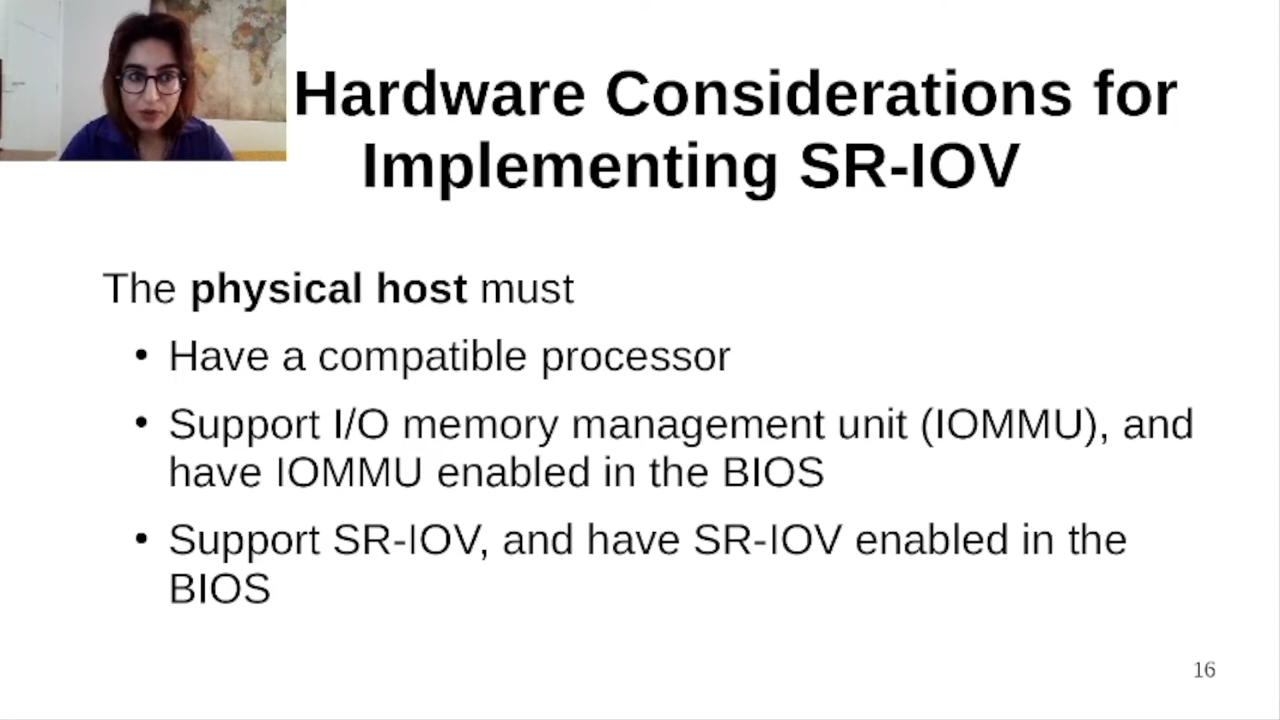 Hardware Considerations for
Implementing SR-IOV
The physical host must
• Have a compatible processor
• Support I/O memory management unit (IOMMU), and
have IOMMU enabled in the BIOS
• Support SR-IOV, and have SR-IOV enabled in the
BIOS
16